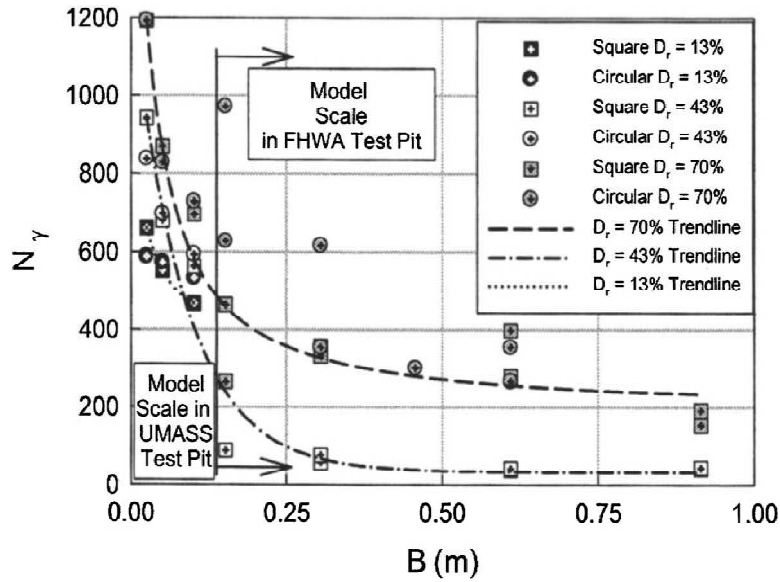 1200
1000
800
600
400
200
0
N γ
0.00
0.25
0.50
0.75
1.00
B (m)
Model
Scale
in FHWA Test Pit
Model
Scale in
UMASS
Test Pit
Square Dr = 13%
Circular Dr = 13%
Square Dr = 43%
Circular Dr = 43%
Square Dr = 70%
Circular Dr = 70%
Dr = 70% Trendline
Dr = 43% Trendline
Dr = 13% Trendline